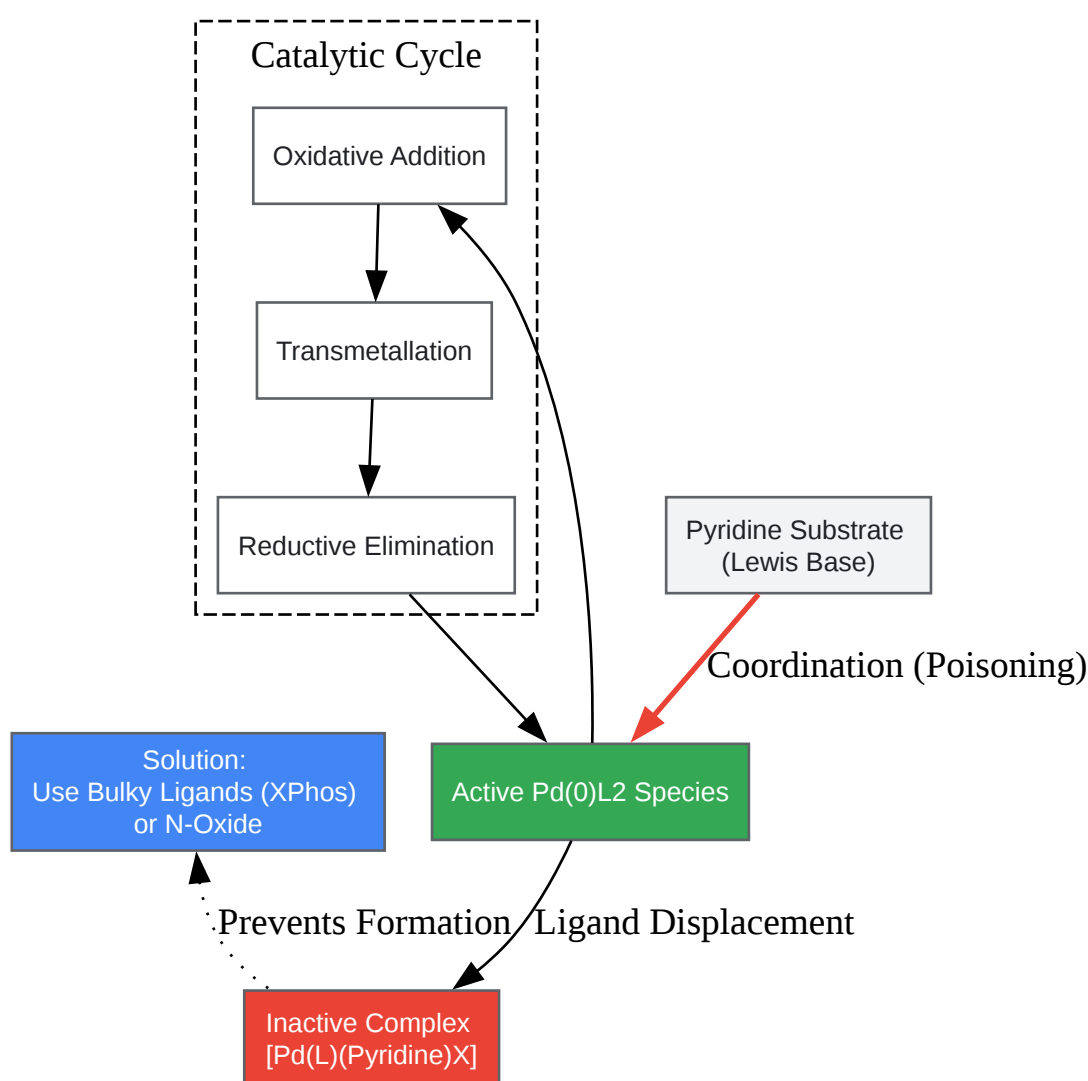 Catalytic Cycle
Oxidative Addition
Transmetallation
Reductive Elimination
Pyridine Substrate
(Lewis Base)
Coordination (Poisoning)
Solution:
Use Bulky Ligands (XPhos)
or N-Oxide
Active Pd(0)L2 Species
Prevents Formation
Ligand Displacement
Inactive Complex
[Pd(L)(Pyridine)X]